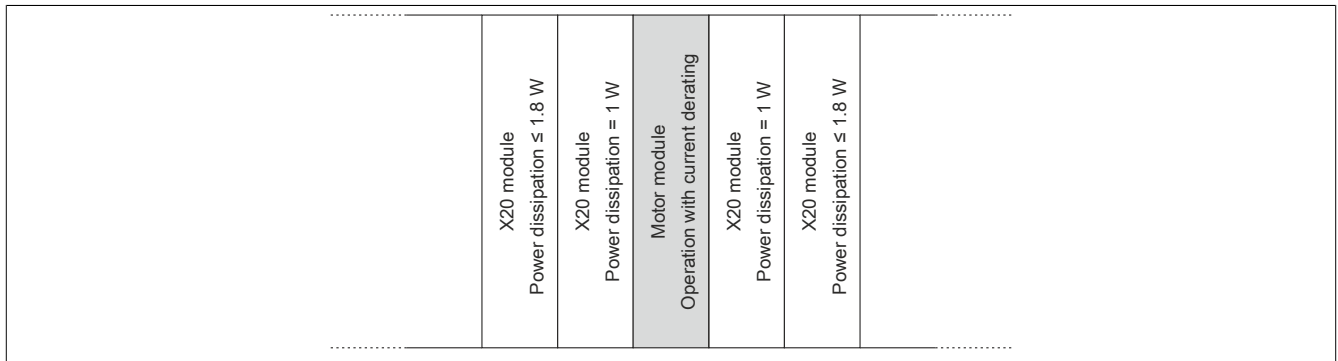 X20 module
Power dissipation ≤ 1.8 W
X20 module
Power dissipation = 1 W
Motor module
Operation with current derating
X20 module
Power dissipation = 1 W
X20 module
Power dissipation ≤ 1.8 W